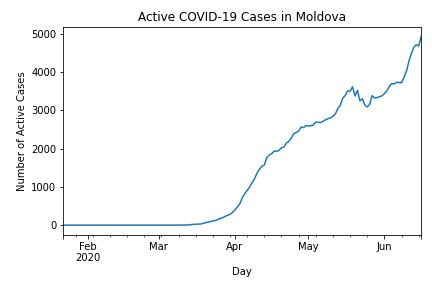 Active COVID-19 Cases in Moldova
Number of Active Cases
5000
4000
3000
2000
1000
0
Feb
2020
Mar
Apr
May
Jun
Day